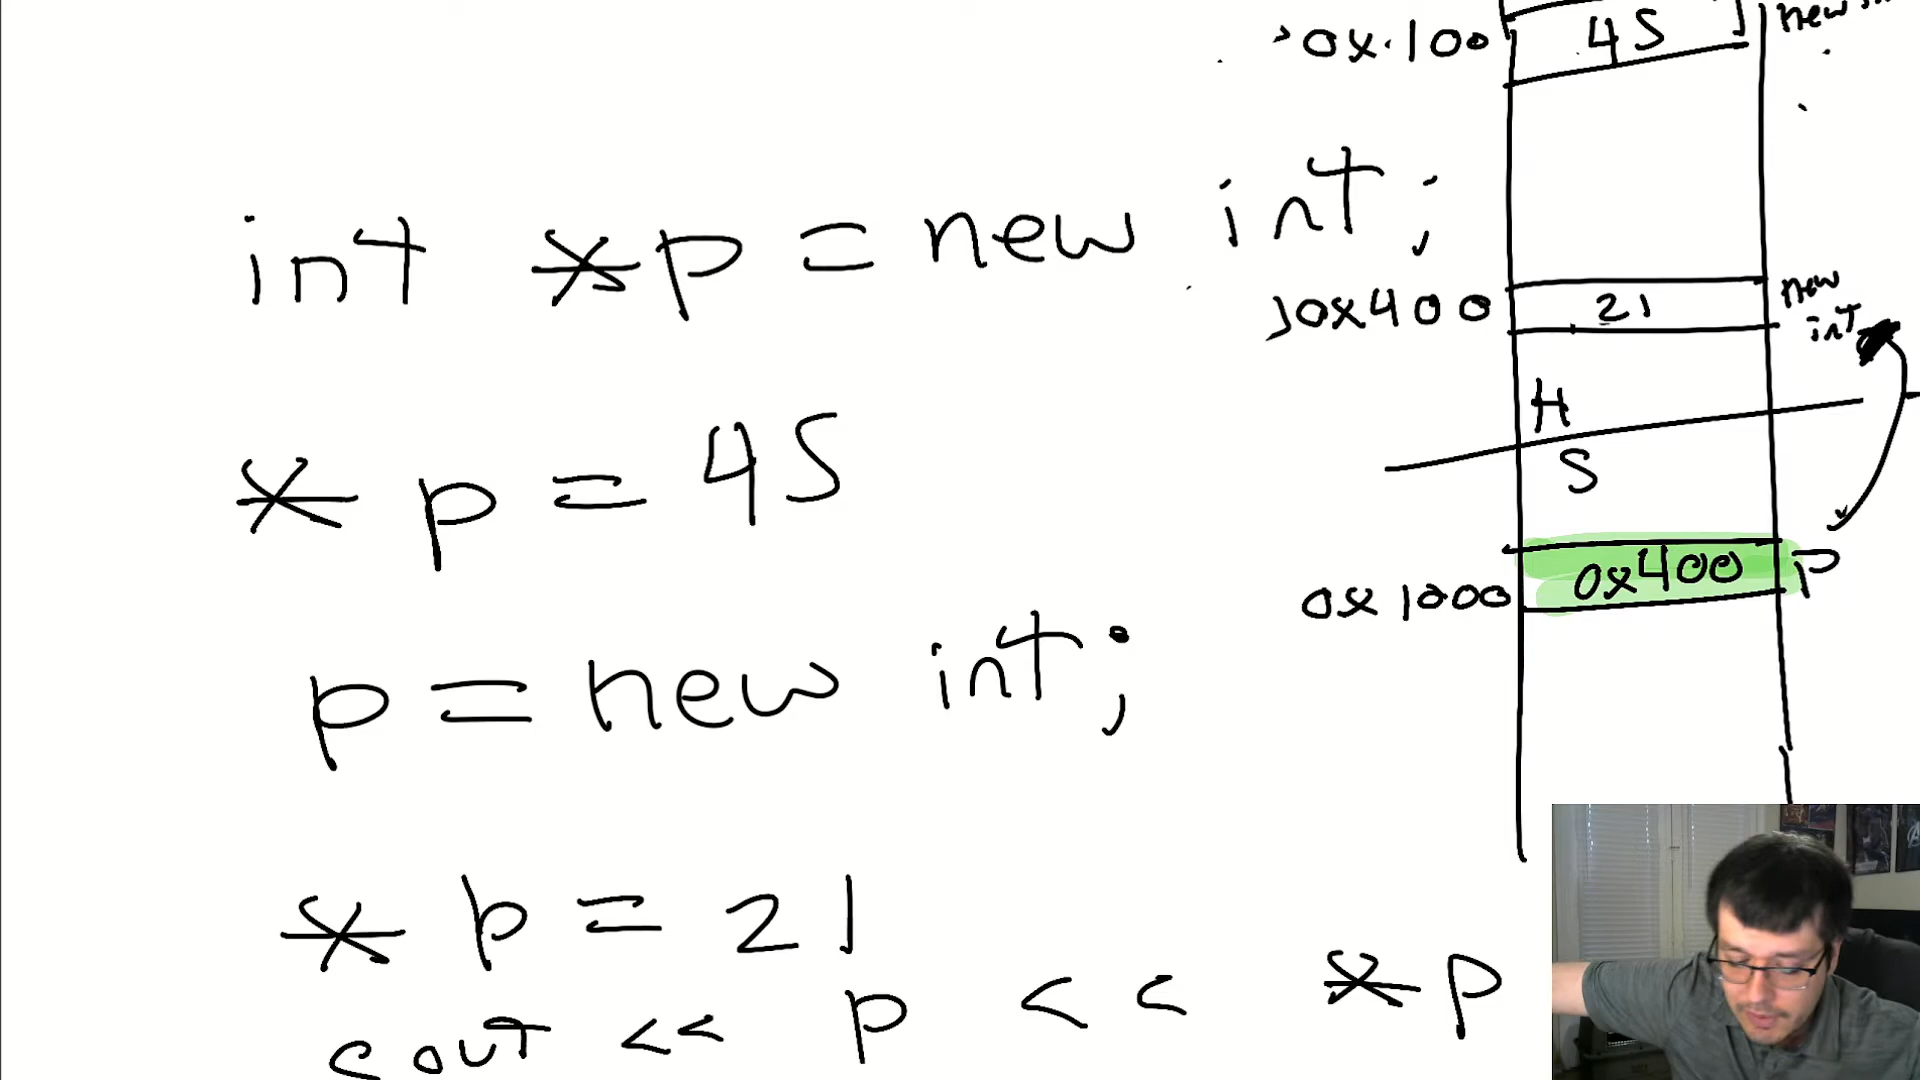 int *p = new int;
* p = 45
p = new int;
* p = 21
cout << p << *p
0x100 45 new
0x400 21 new
int
H
S
0x1000 0x400 P